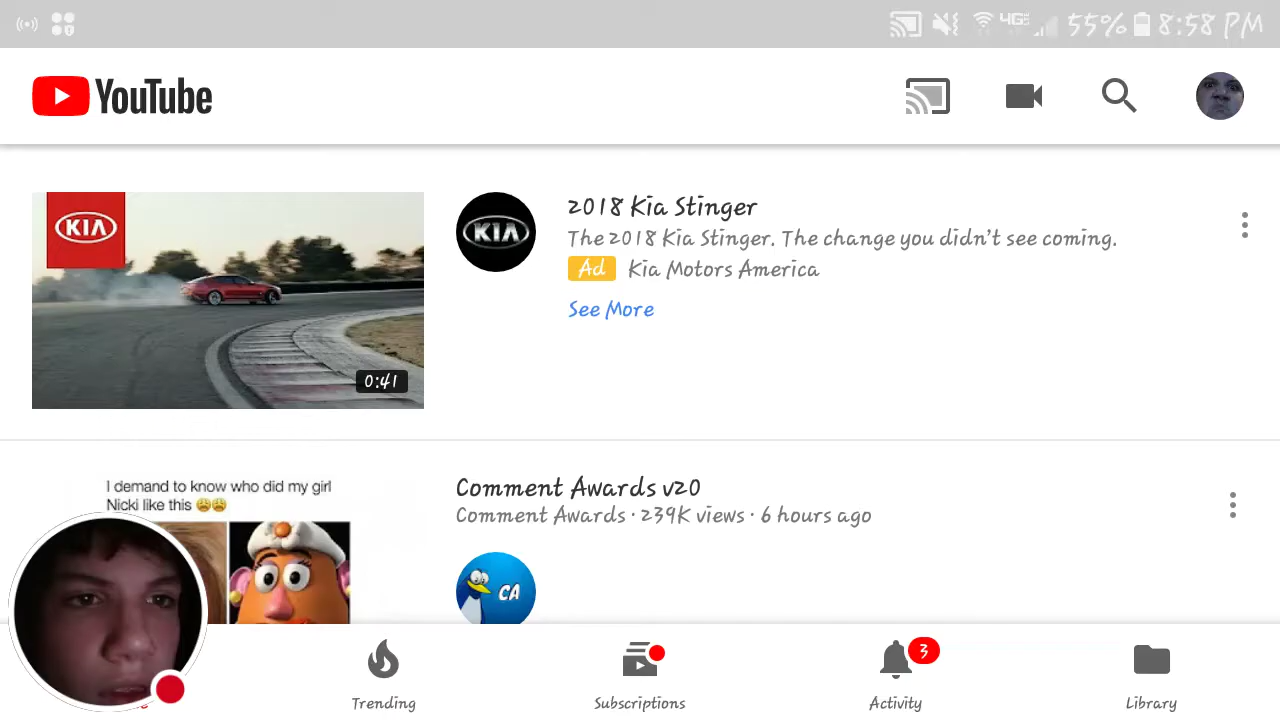 4GE 55% 8:58 PM
YouTube
KIA
KIA
2018 Kia Stinger
The 2018 Kia Stinger. The change you didn't see coming.
Ad Kia Motors America
See More
0:41
I demand to know who did my girl
Nicki like this 😩😩
Comment Awards v20
Comment Awards · 239K views · 6 hours ago
CA
3
Trending
Subscriptions
Activity
Library